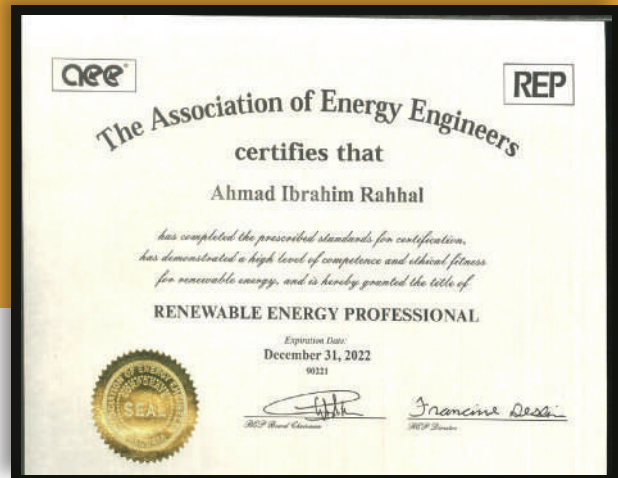 aee
REP
The Association of Energy Engineers
certifies that
Ahmad Ibrahim Rahhal
has completed the prescribed standards for certification,
has demonstrated a high level of competence and ethical fitness
for renewable energy, and is hereby granted the title of
RENEWABLE ENERGY PROFESSIONAL
Expiration Date:
December 31, 2022
90221
SEAL
REP Board Chairman
Francine
REP Director